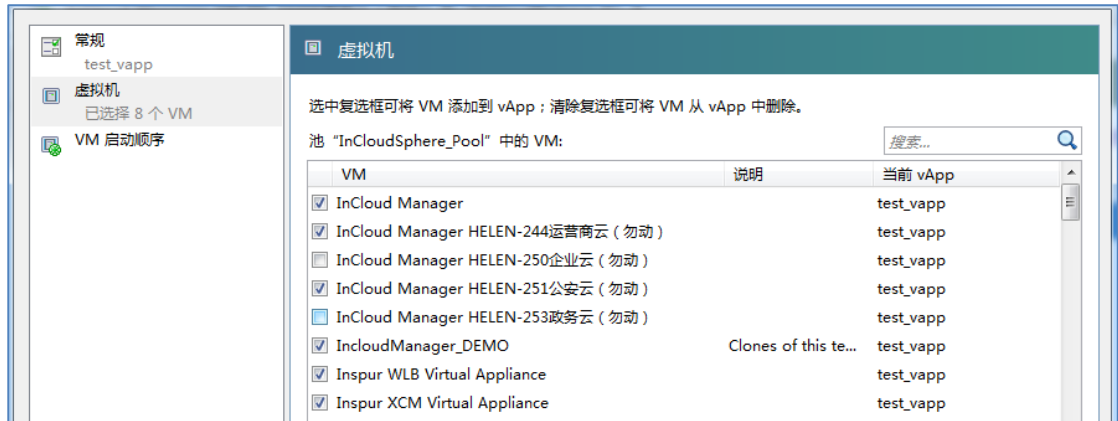 常规
test_vapp
虚拟机
已选择 8 个 VM
VM 启动顺序
虚拟机
选中复选框可将 VM 添加到 vApp；清除复选框可将 VM 从 vApp 中删除。
池“InCloudSphere_Pool”中的 VM:
搜索...
VM 说明 当前 vApp
InCloud Manager test_vapp
InCloud Manager HELEN-244运营商云（勿动） test_vapp
InCloud Manager HELEN-250企业云（勿动） test_vapp
InCloud Manager HELEN-251公安云（勿动） test_vapp
InCloud Manager HELEN-253政务云（勿动） test_vapp
IncloudManager_DEMO Clones of this te... test_vapp
Inspur WLB Virtual Appliance test_vapp
Inspur XCM Virtual Appliance test_vapp